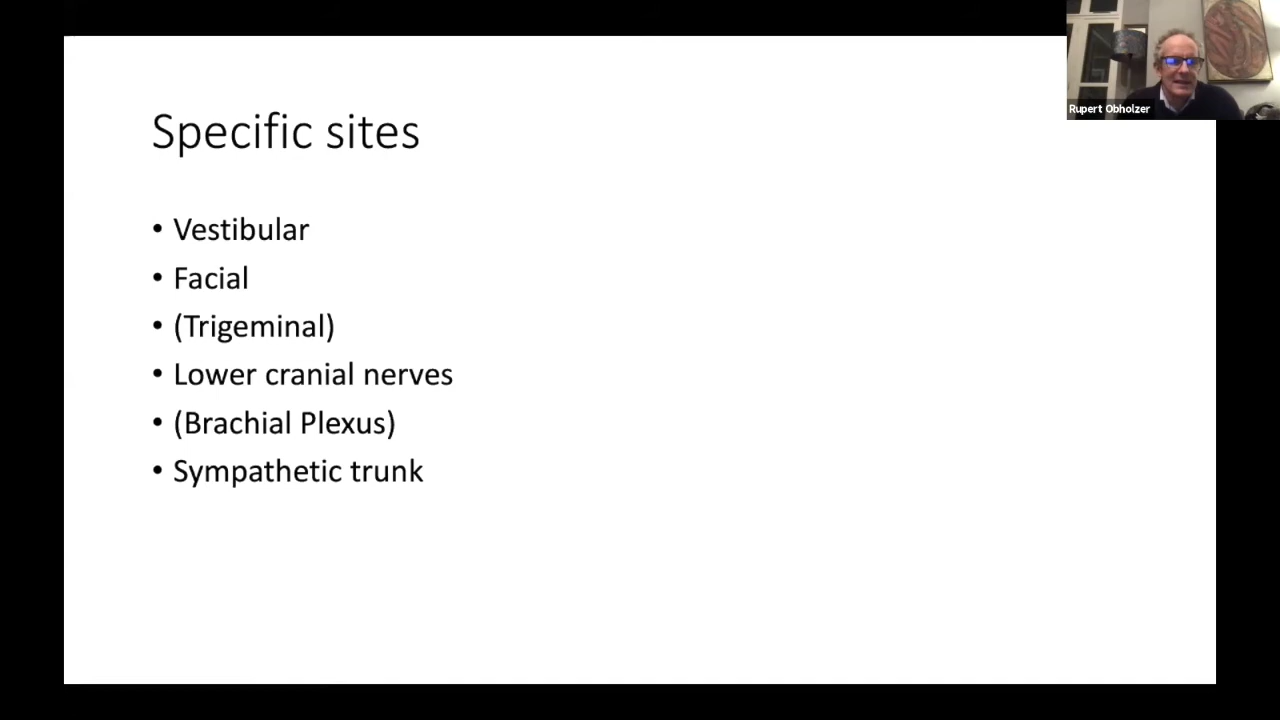 Specific sites
• Vestibular
• Facial
• (Trigeminal)
• Lower cranial nerves
• (Brachial Plexus)
• Sympathetic trunk
Rupert Obholzer